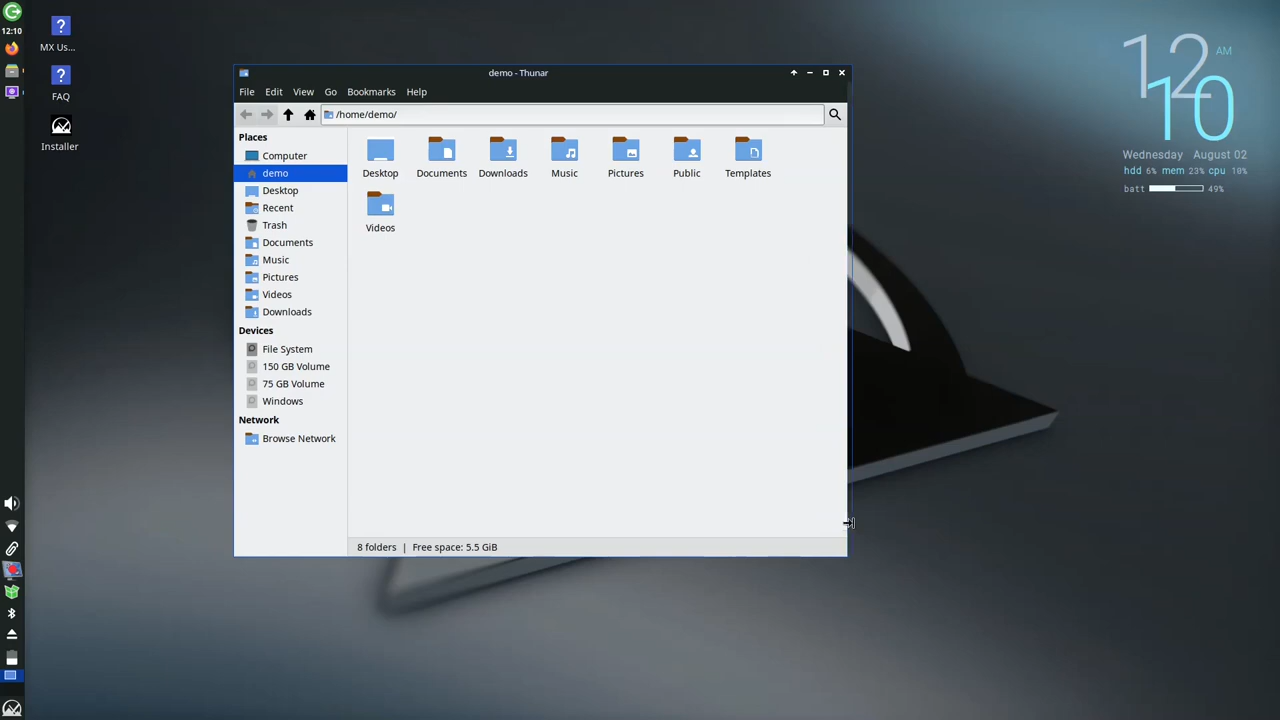 12:10
MX Us...
FAQ
Installer
demo - Thunar
File Edit View Go Bookmarks Help
/home/demo/
Places
Computer
demo
Desktop
Recent
Trash
Documents
Music
Pictures
Videos
Downloads
Devices
File System
150 GB Volume
75 GB Volume
Windows
Network
Browse Network
Desktop Documents Downloads Music Pictures Public Templates
Videos
8 folders | Free space: 5.5 GiB
12 AM
10
Wednesday August 02
hdd 6% mem 23% cpu 10%
batt 49%